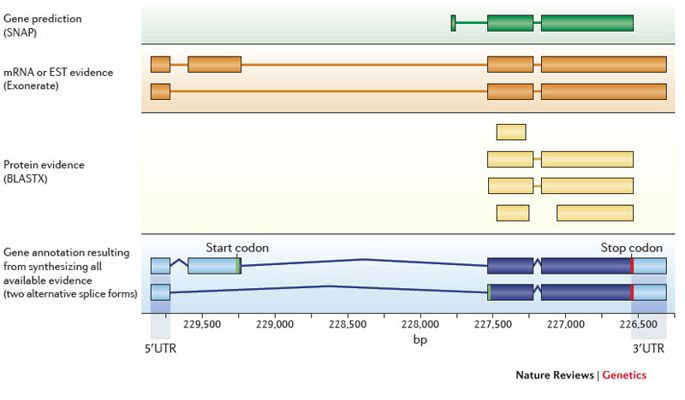 Gene prediction
(SNAP)
mRNA or EST evidence
(Exonerate)
Protein evidence
(BLASTX)
Gene annotation resulting
from synthesizing all
available evidence
(two alternative splice forms)
Start codon
Stop codon
229,500 229,000 228,500 228,000 227,500 227,000 226,500
bp
5′UTR
3′UTR
Nature Reviews | Genetics